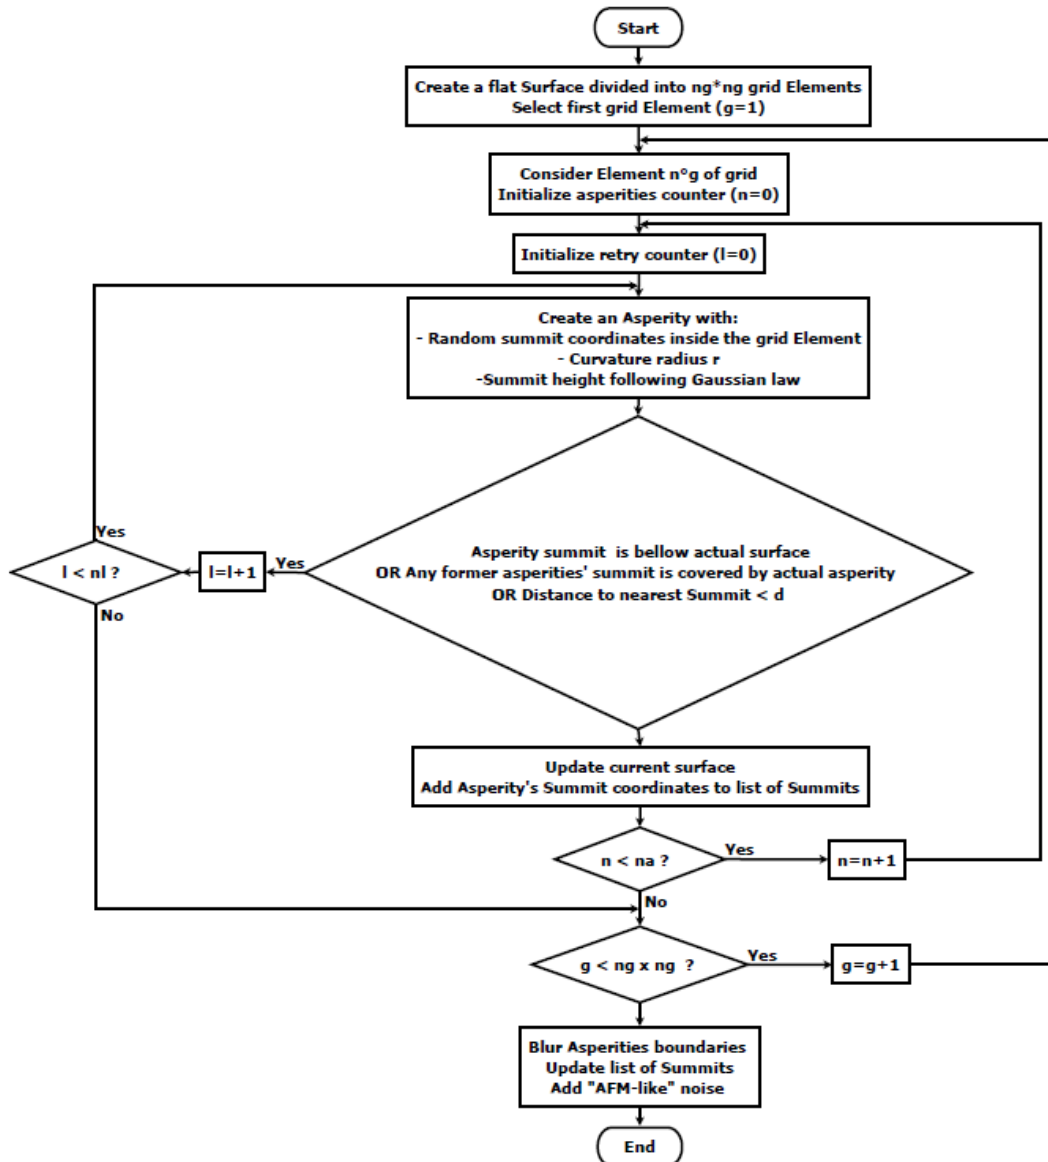 Start
Create a flat Surface divided into ng*ng grid Elements
Select first grid Element (g=1)
Consider Element n°g of grid
Initialize asperities counter (n=0)
Initialize retry counter (l=0)
Create an Asperity with:
- Random summit coordinates inside the grid Element
- Curvature radius r
-Summit height following Gaussian law
Asperity summit is bellow actual surface
OR Any former asperities' summit is covered by actual asperity
OR Distance to nearest Summit < d
Yes
l=l+1
l < nl ?
Yes
No
Update current surface
Add Asperity's Summit coordinates to list of Summits
n < na ?
Yes
n=n+1
No
g < ng x ng ?
Yes
g=g+1
Blur Asperities boundaries
Update list of Summits
Add "AFM-like" noise
End